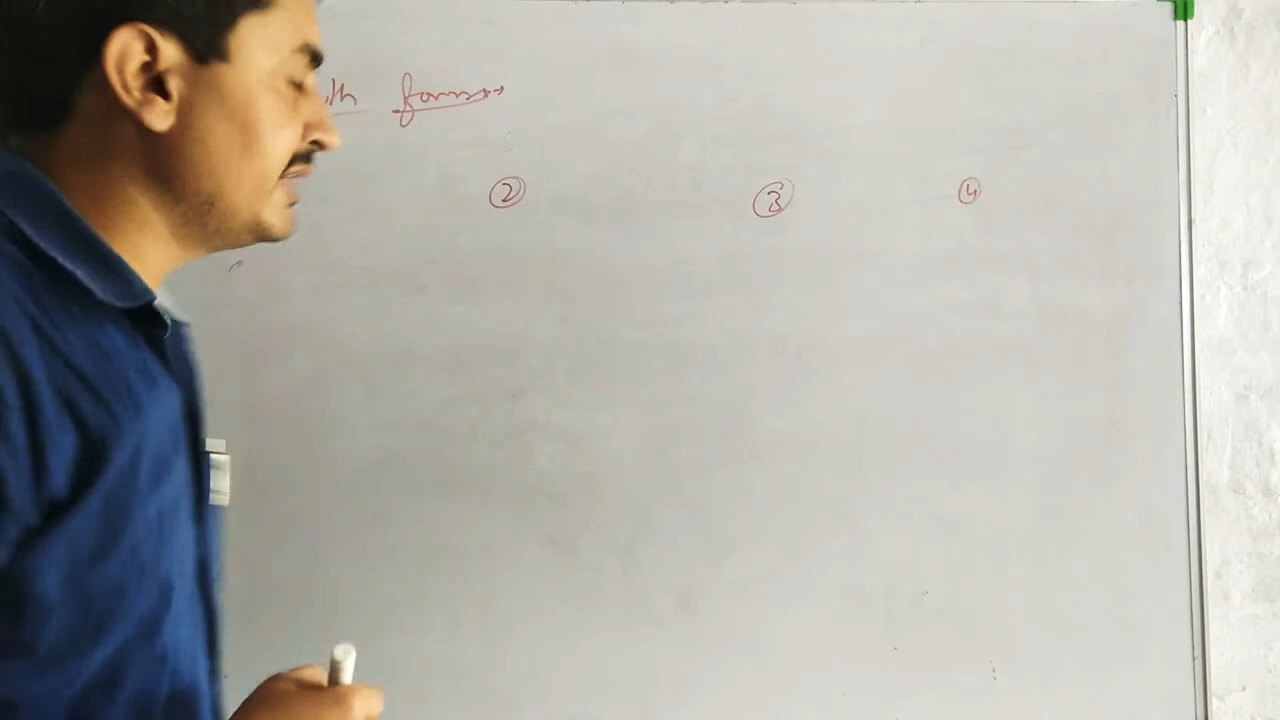 forms
② ③ ④